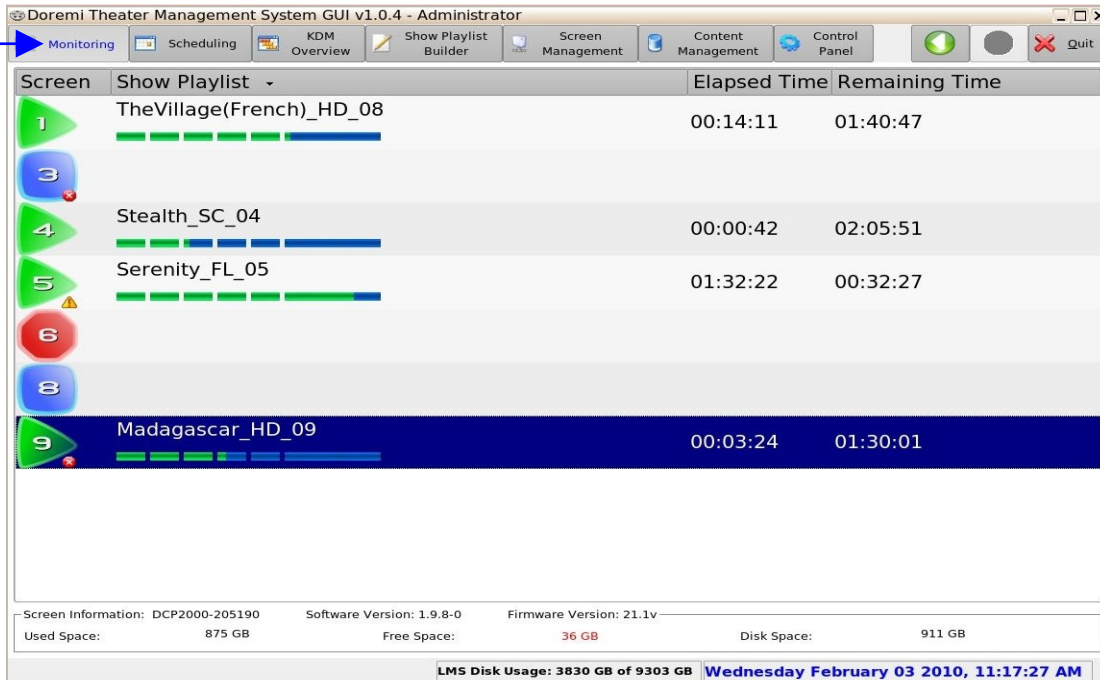 Doremi Theater Management System GUI v1.0.4 - Administrator
Monitoring
Scheduling
KDM
Overview
Show Playlist
Builder
Screen
Management
Content
Management
Control
Panel
Quit
Screen Show Playlist Elapsed Time Remaining Time
1 TheVillage(French)_HD_08 00:14:11 01:40:47
3
4 Stealth_SC_04 00:00:42 02:05:51
5 Serenity_FL_05 01:32:22 00:32:27
6
8
9 Madagascar_HD_09 00:03:24 01:30:01
Screen Information: DCP2000-205190 Software Version: 1.9.8-0 Firmware Version: 21.1v
Used Space: 875 GB Free Space: 36 GB Disk Space: 911 GB
LMS Disk Usage: 3830 GB of 9303 GB Wednesday February 03 2010, 11:17:27 AM